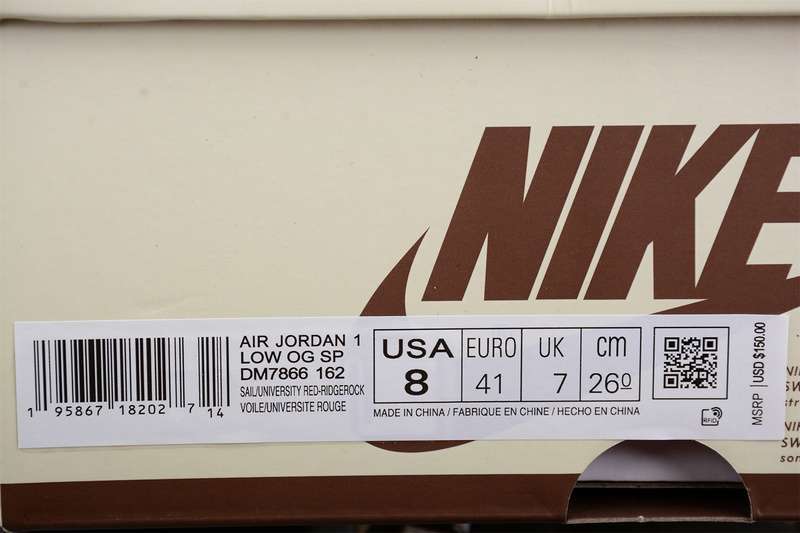 NIKE
AIR JORDAN 1
LOW OG SP
DM7866 162
SAIL/UNIVERSITY RED-RIDGEROCK
VOILE/UNIVERSITE ROUGE
1 95867 18202 7 14
USA EURO UK cm
8 41 7 26.0
MADE IN CHINA / FABRIQUE EN CHINE / HECHO EN CHINA
RFID
MSRP USD $150.00